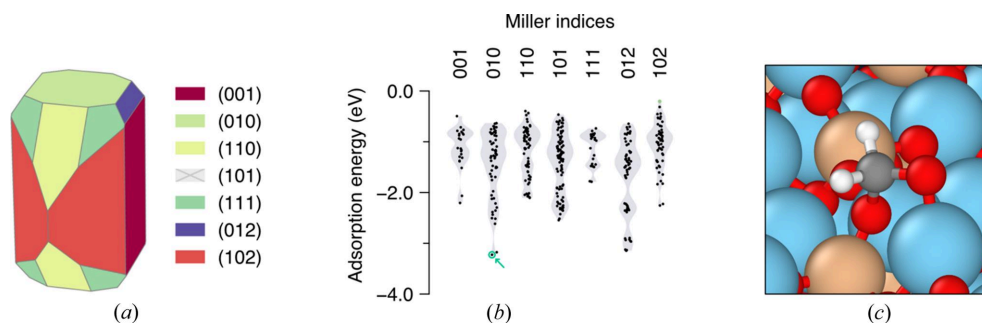 (001)
(010)
(110)
(101)
(111)
(012)
(102)
(a)
Miller indices
001 010 110 101 111 012 102
Adsorption energy (eV)
0.0
−2.0
−4.0
(b)
(c)